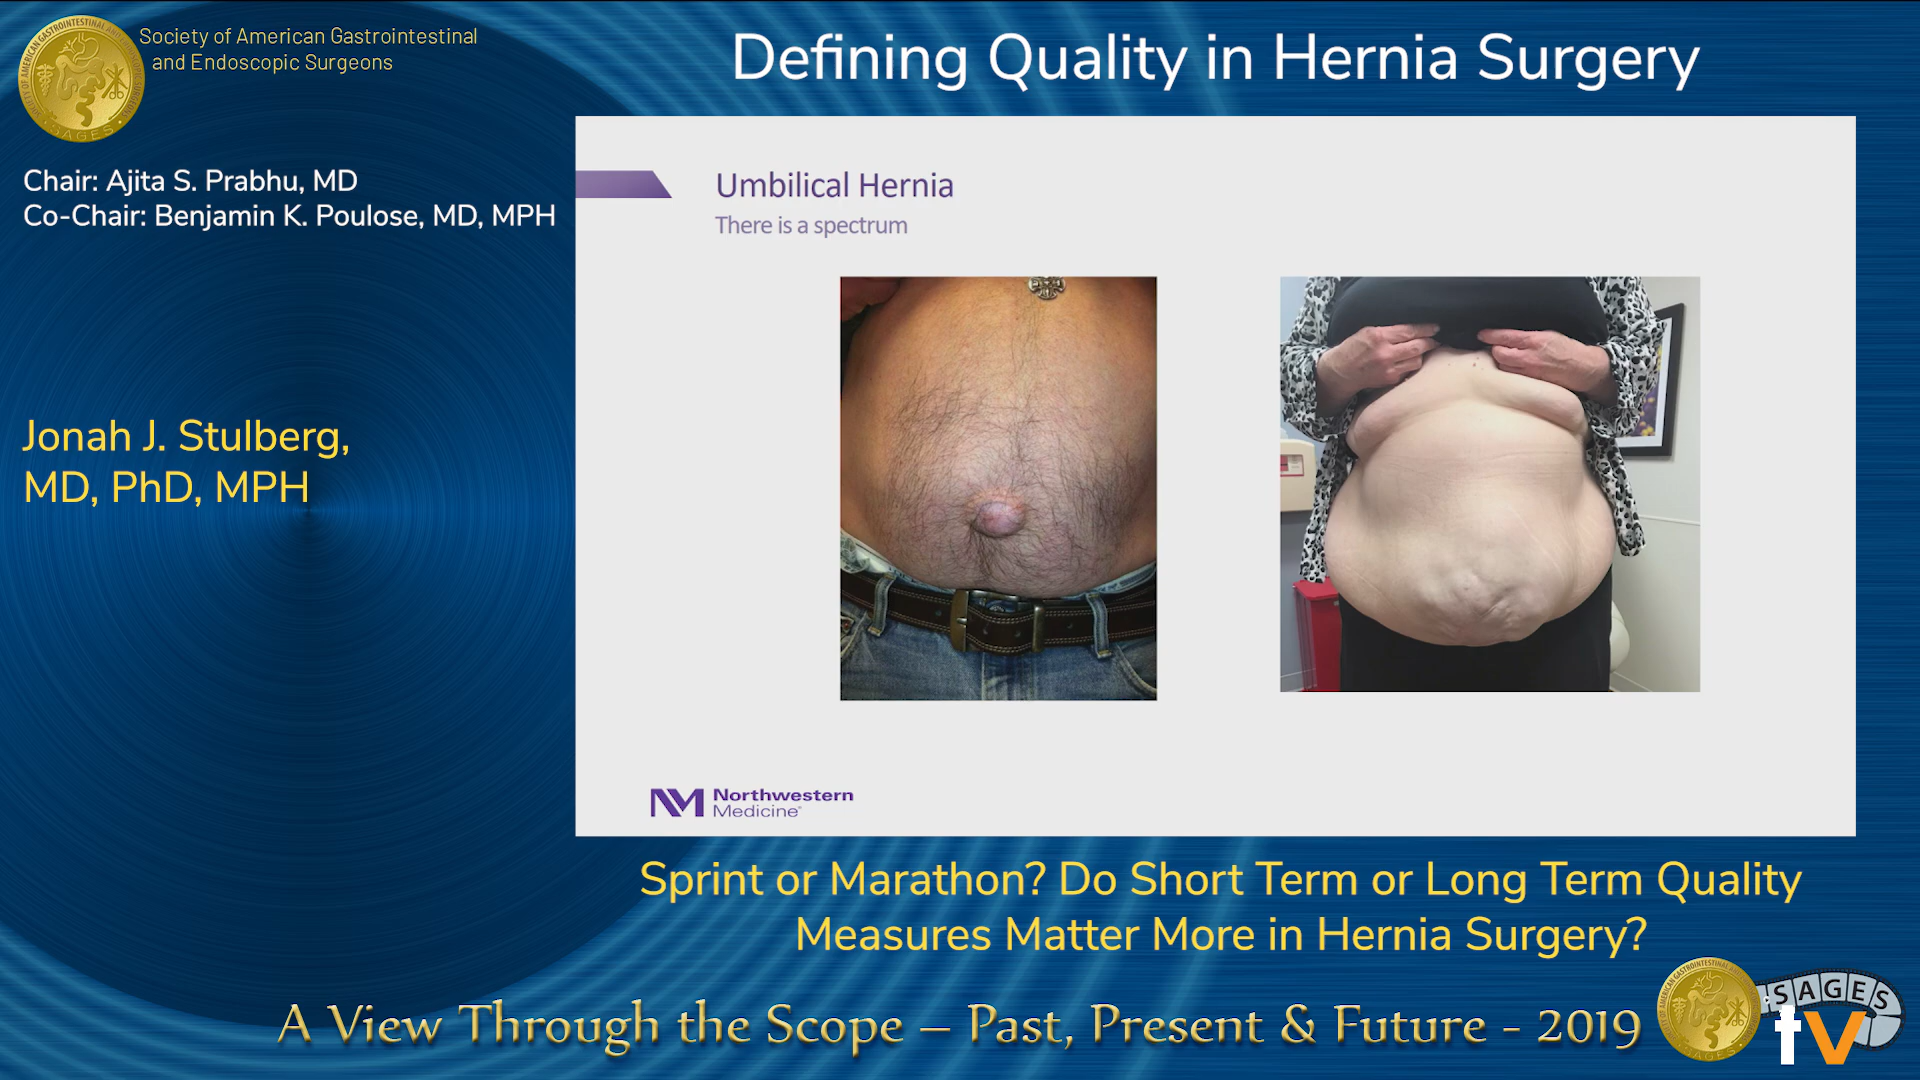 Society of American Gastrointestinal
and Endoscopic Surgeons
Defining Quality in Hernia Surgery
Chair: Ajita S. Prabhu, MD
Co-Chair: Benjamin K. Poulose, MD, MPH
Jonah J. Stulberg,
MD, PhD, MPH
Umbilical Hernia
There is a spectrum
Northwestern
Medicine
Sprint or Marathon? Do Short Term or Long Term Quality
Measures Matter More in Hernia Surgery?
A View Through the Scope – Past, Present & Future - 2019
SAGES
tv